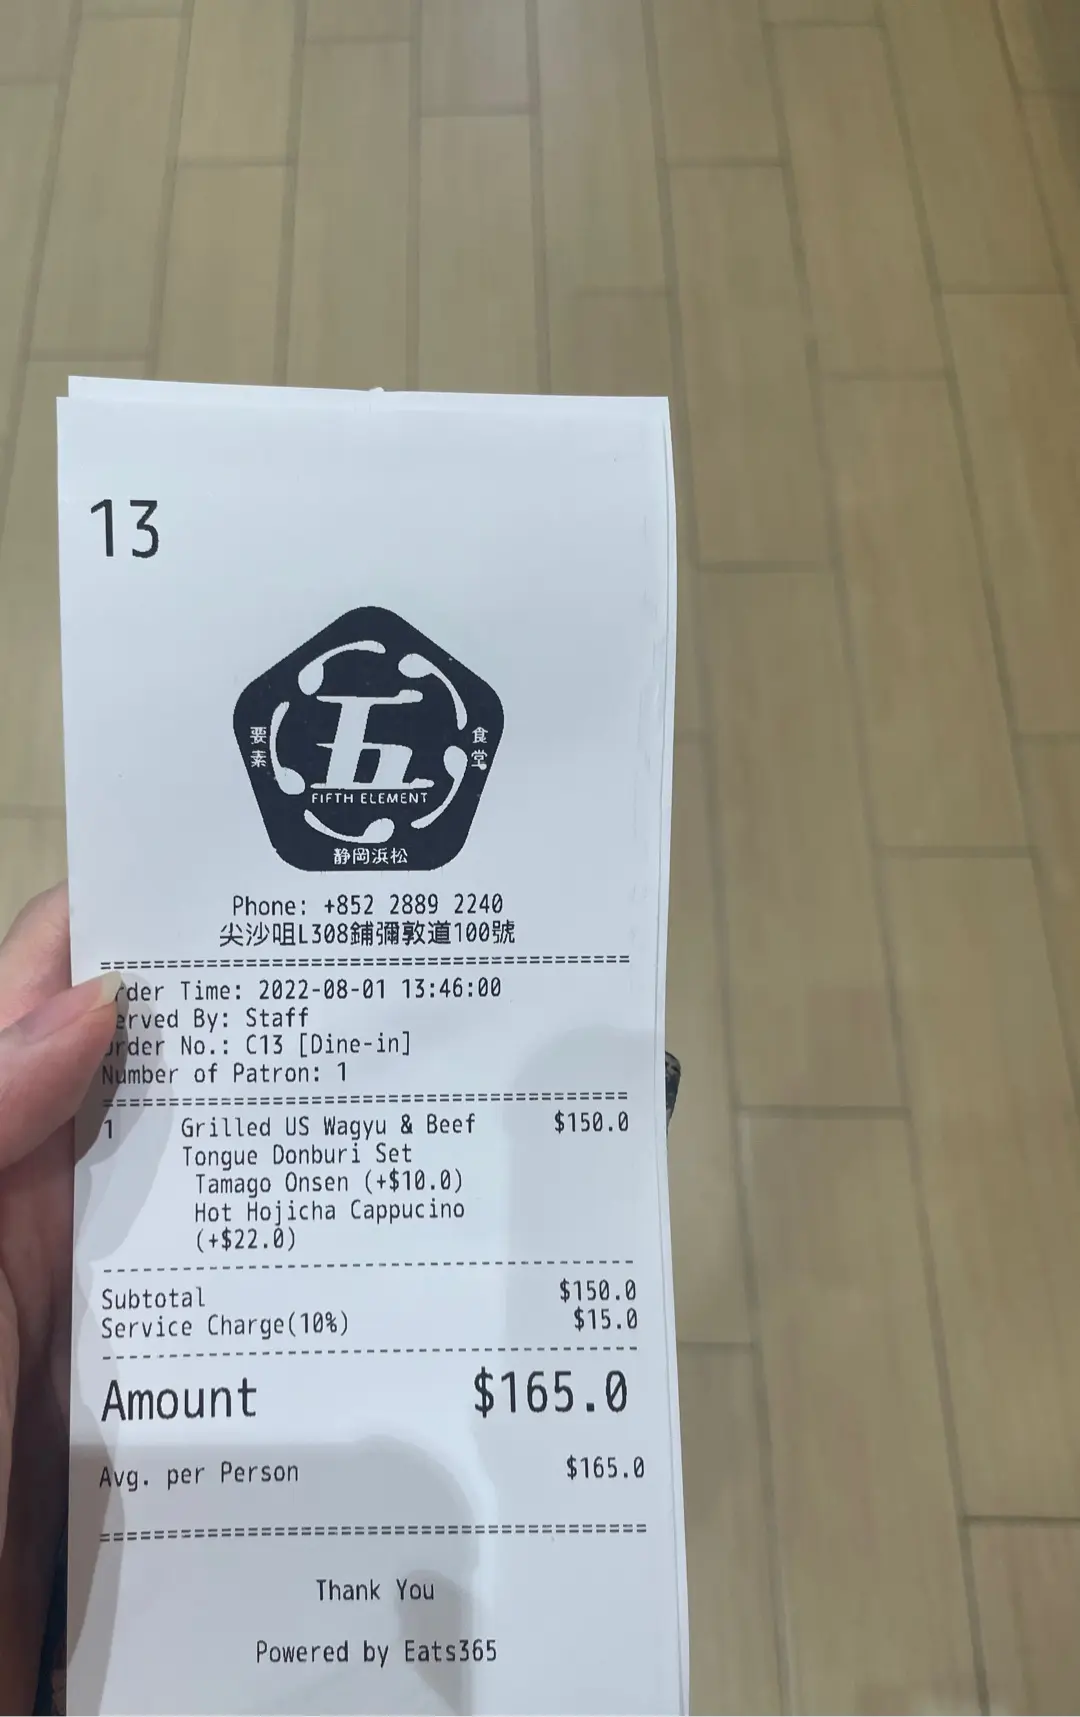 13
五
要素
食堂
FIFTH ELEMENT
静岡浜松
Phone: +852 2889 2240
尖沙咀L308鋪彌敦道100號
========================================
rder Time: 2022-08-01 13:46:00
erved By: Staff
Order No.: C13 [Dine-in]
Number of Patron: 1
========================================
1 Grilled US Wagyu & Beef $150.0
Tongue Donburi Set
Tamago Onsen (+$10.0)
Hot Hojicha Cappucino
(+$22.0)
----------------------------------------
Subtotal $150.0
Service Charge(10%) $15.0
----------------------------------------
Amount $165.0
Avg. per Person $165.0
========================================
Thank You
Powered by Eats365